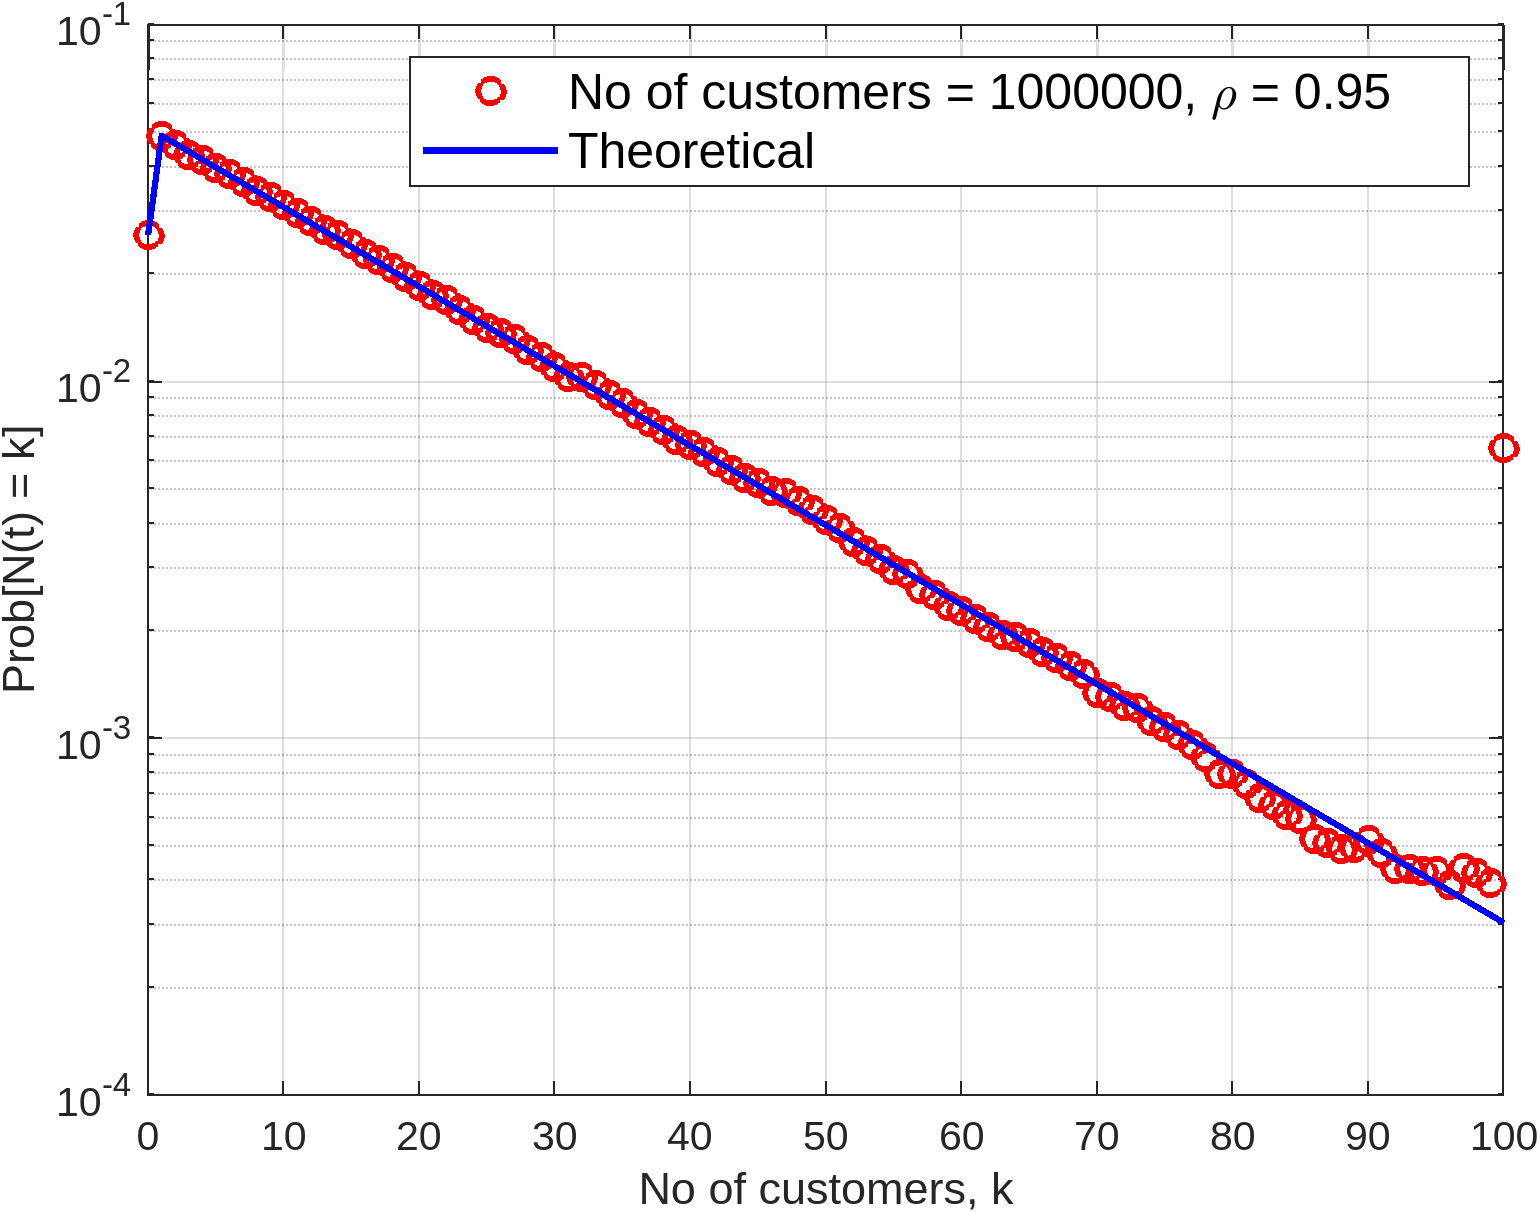 No of customers = 1000000, ρ = 0.95
Theoretical
Prob[N(t) = k]
10^-1
10^-2
10^-3
10^-4
0 10 20 30 40 50 60 70 80 90 100
No of customers, k